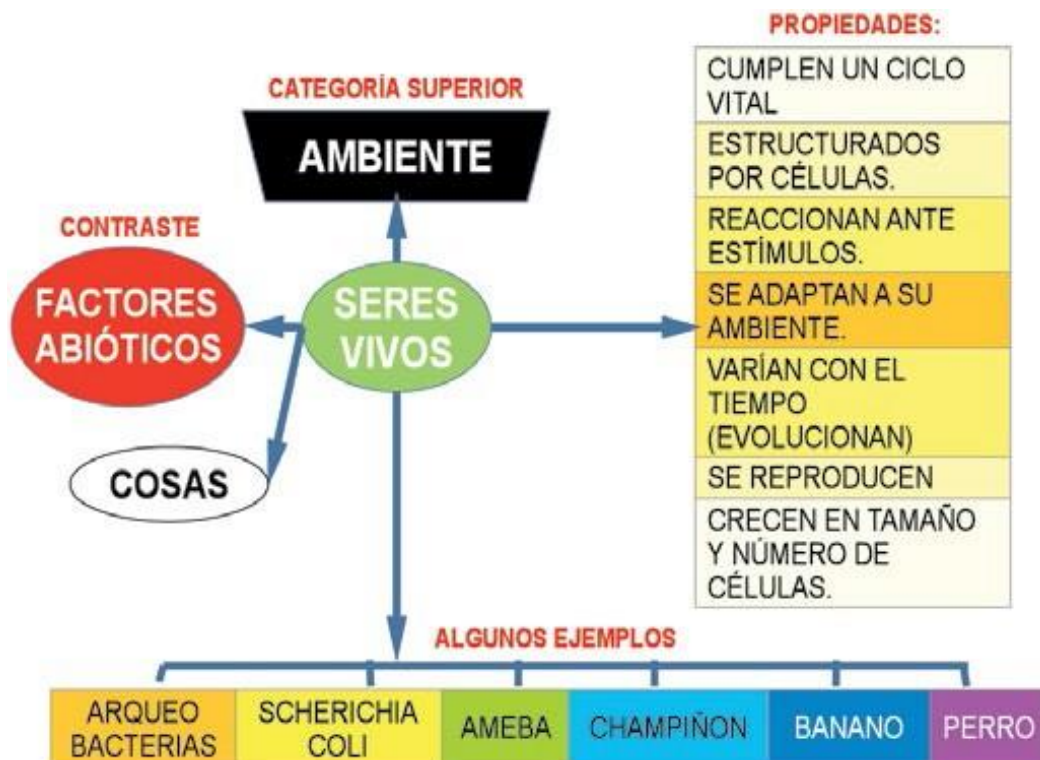 PROPIEDADES:
CUMPLEN UN CICLO
VITAL
ESTRUCTURADOS
POR CÉLULAS.
REACCIONAN ANTE
ESTÍMULOS.
SE ADAPTAN A SU
AMBIENTE.
VARÍAN CON EL
TIEMPO
(EVOLUCIONAN)
SE REPRODUCEN
CRECEN EN TAMAÑO
Y NÚMERO DE
CÉLULAS.
CATEGORÍA SUPERIOR
AMBIENTE
CONTRASTE
FACTORES
ABIÓTICOS
SERES
VIVOS
COSAS
ALGUNOS EJEMPLOS
ARQUEO
BACTERIAS
SCHERICHIA
COLI
AMEBA
CHAMPIÑON
BANANO
PERRO